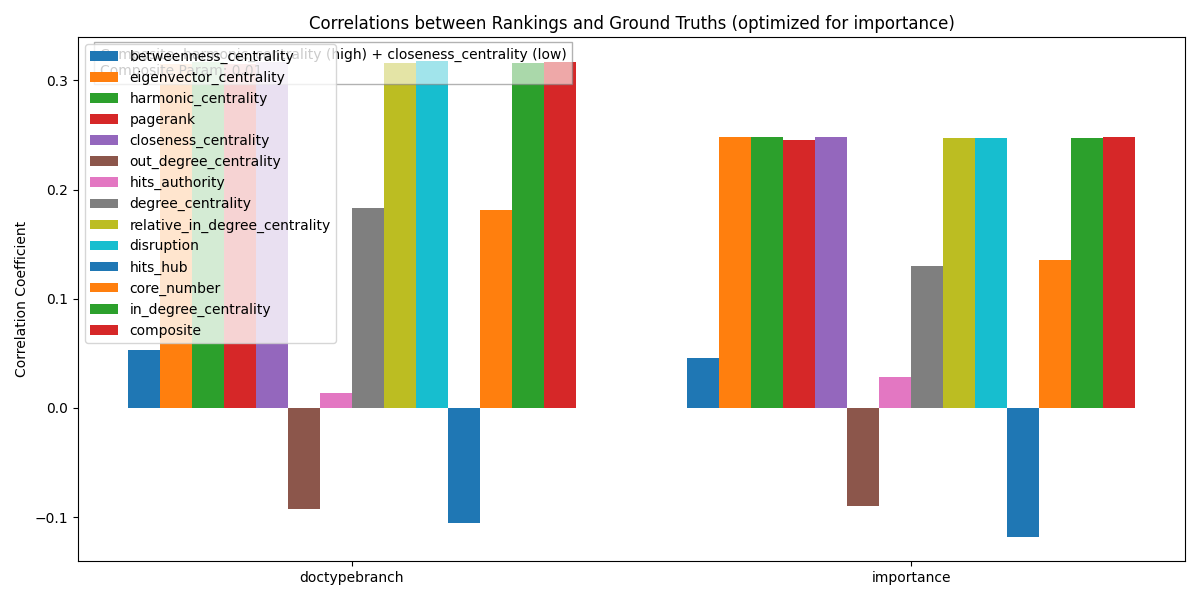 Correlations between Rankings and Ground Truths (optimized for importance)
Composite: harmonic_centrality (high) + closeness_centrality (low)
Composite Param: 0.01
betweenness_centrality
eigenvector_centrality
harmonic_centrality
pagerank
closeness_centrality
out_degree_centrality
hits_authority
degree_centrality
relative_in_degree_centrality
disruption
hits_hub
core_number
in_degree_centrality
composite
Correlation Coefficient
0.3
0.2
0.1
0.0
−0.1
doctypebranch
importance